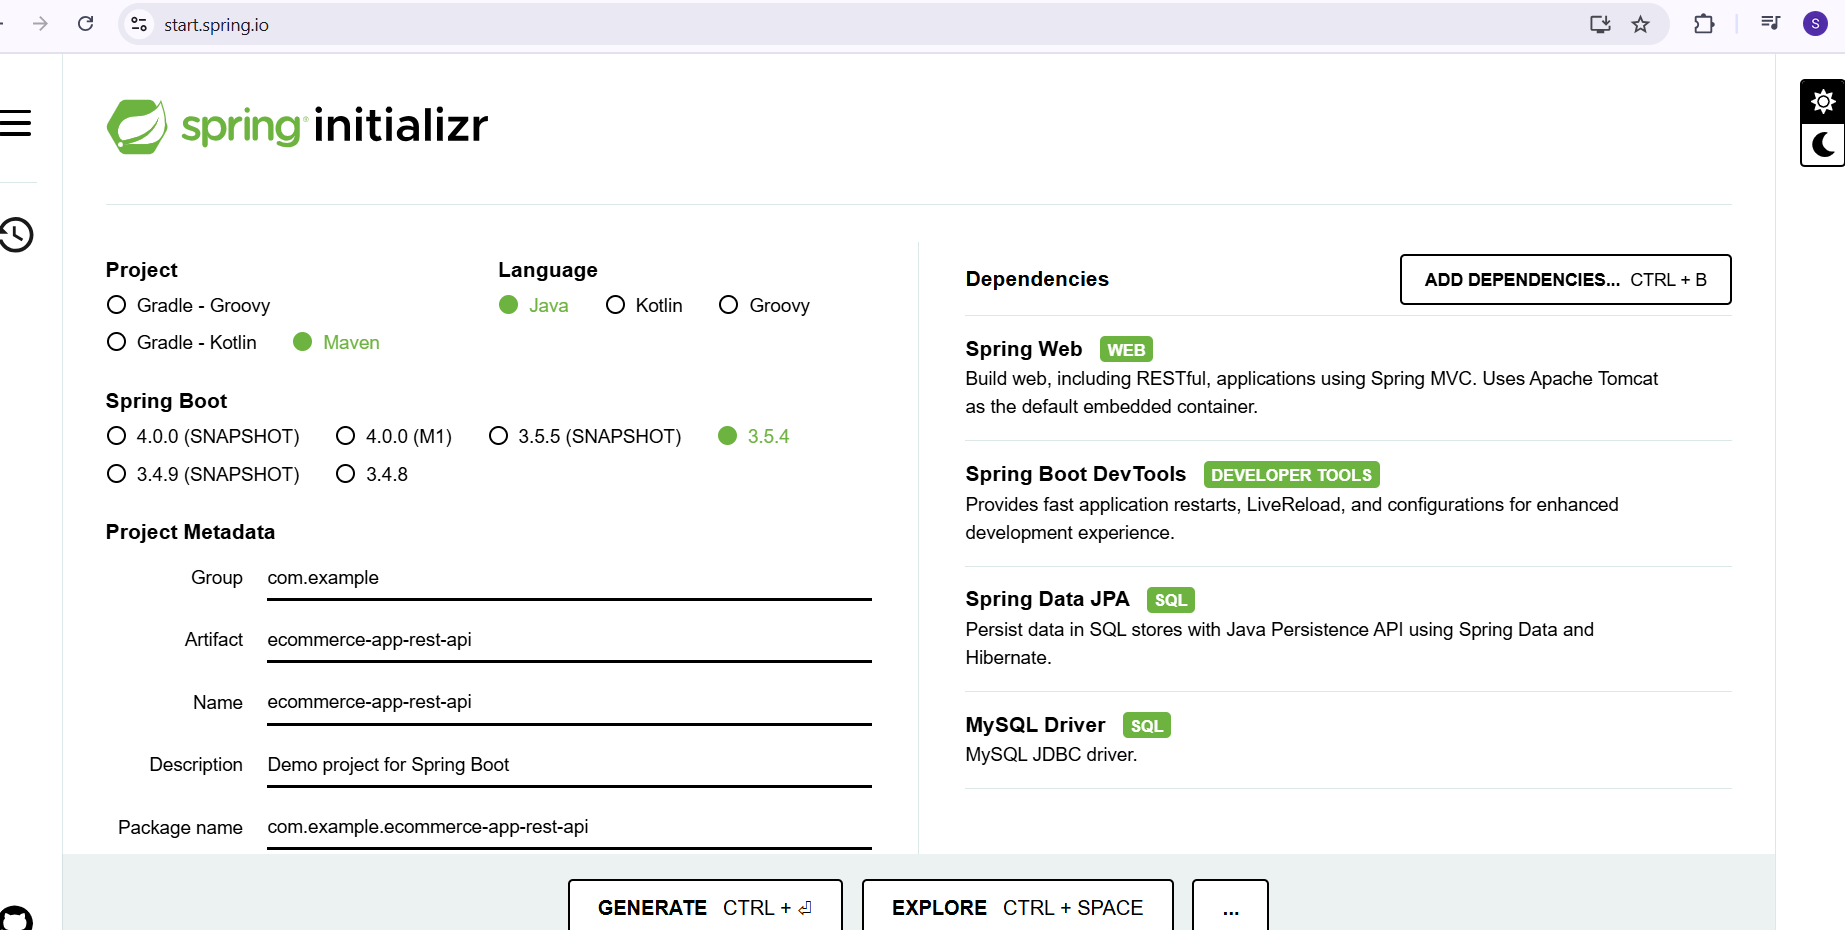 start.spring.io
S
spring initializr
Project
Gradle - Groovy
Gradle - Kotlin
Maven
Language
Java
Kotlin
Groovy
Spring Boot
4.0.0 (SNAPSHOT)
4.0.0 (M1)
3.5.5 (SNAPSHOT)
3.5.4
3.4.9 (SNAPSHOT)
3.4.8
Project Metadata
Group com.example
Artifact ecommerce-app-rest-api
Name ecommerce-app-rest-api
Description Demo project for Spring Boot
Package name com.example.ecommerce-app-rest-api
Dependencies
ADD DEPENDENCIES... CTRL + B
Spring Web WEB
Build web, including RESTful, applications using Spring MVC. Uses Apache Tomcat
as the default embedded container.
Spring Boot DevTools DEVELOPER TOOLS
Provides fast application restarts, LiveReload, and configurations for enhanced
development experience.
Spring Data JPA SQL
Persist data in SQL stores with Java Persistence API using Spring Data and
Hibernate.
MySQL Driver SQL
MySQL JDBC driver.
GENERATE CTRL + ⏎
EXPLORE CTRL + SPACE
...